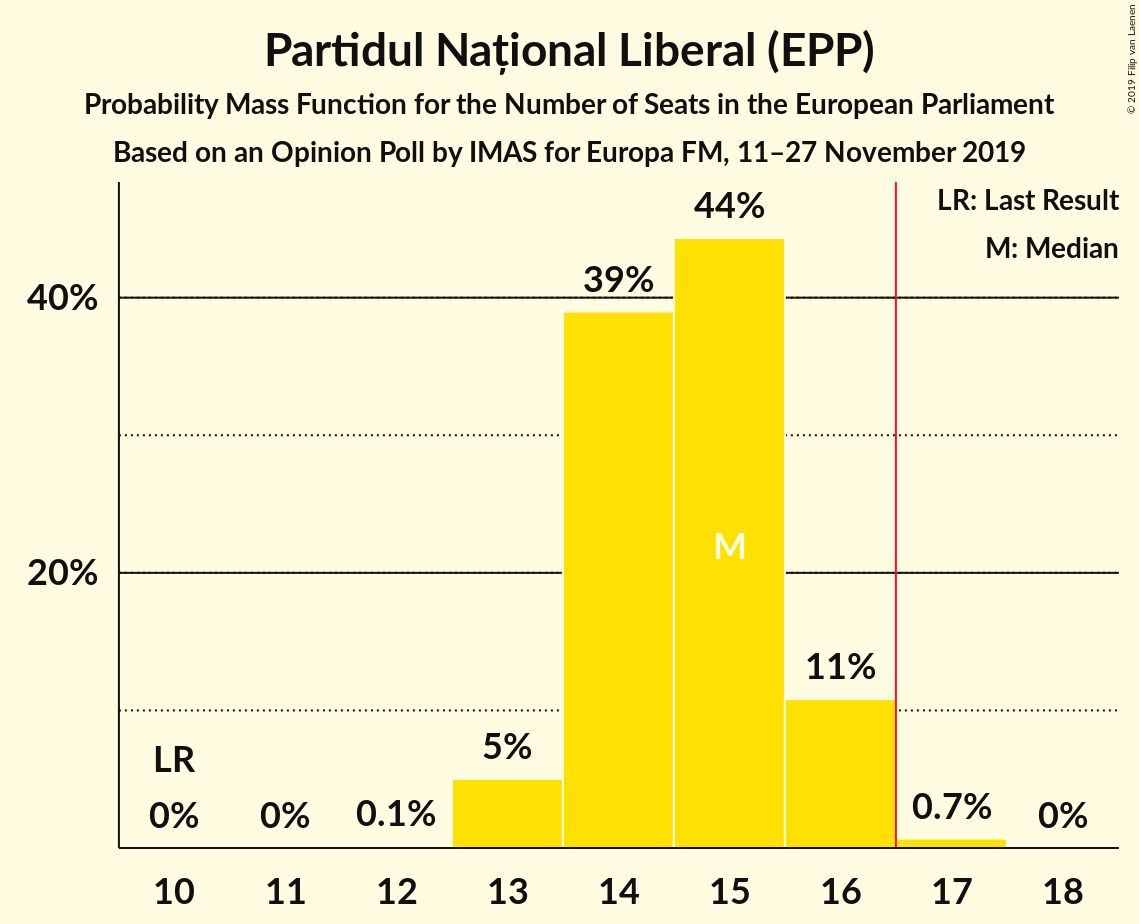 Partidul Național Liberal (EPP)
Probability Mass Function for the Number of Seats in the European Parliament
Based on an Opinion Poll by IMAS for Europa FM, 11–27 November 2019
© 2019 Filip van Laenen
LR: Last Result
M: Median
40%
20%
LR
0%
0%
0.1%
5%
39%
44%
M
11%
0.7%
0%
10 11 12 13 14 15 16 17 18